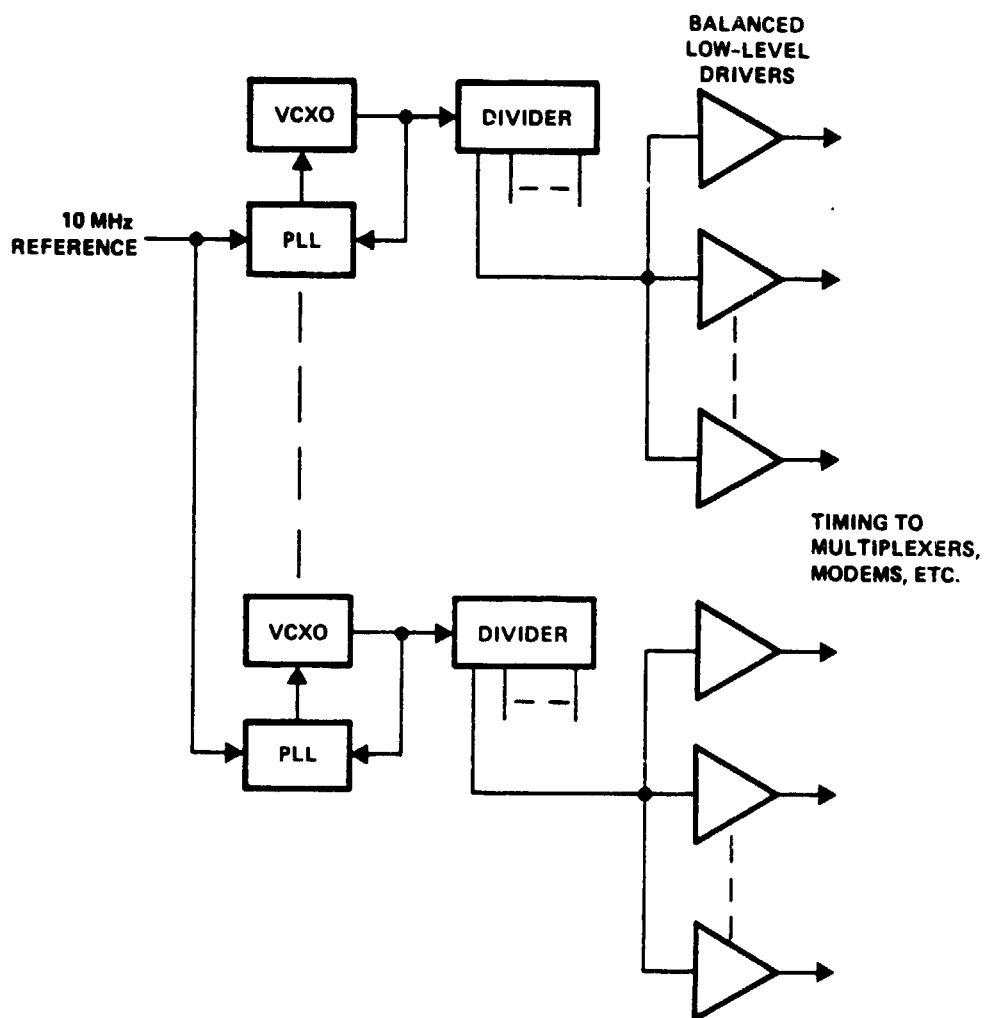 BALANCED
LOW-LEVEL
DRIVERS
VCXO
DIVIDER
10 MHz
REFERENCE
PLL
TIMING TO
MULTIPLEXERS,
MODEMS, ETC.
VCXO
DIVIDER
PLL